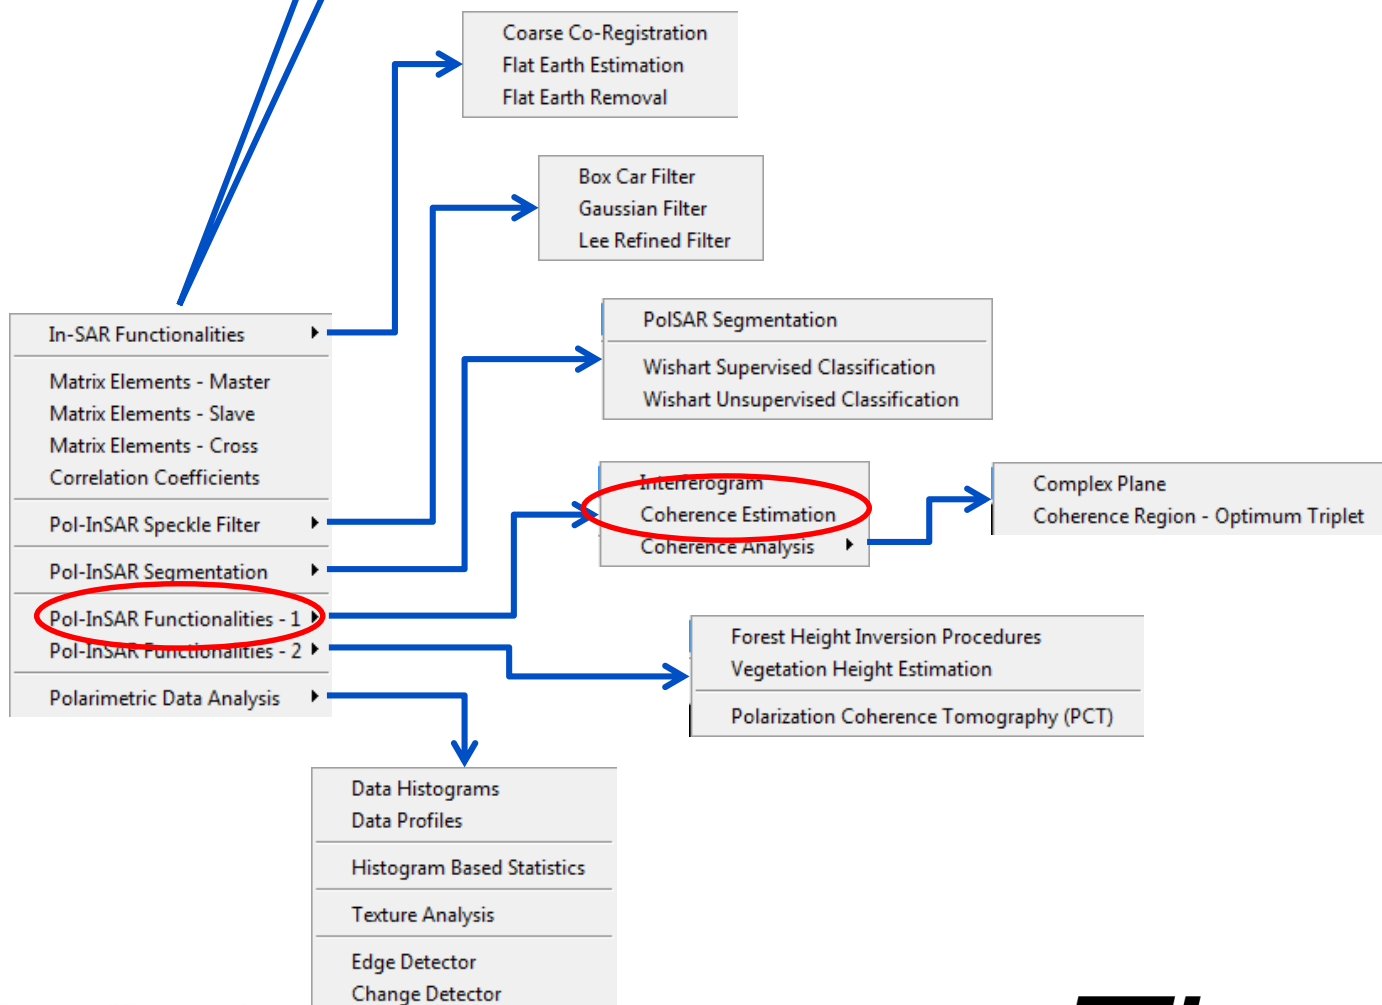 Coarse Co-Registration
Flat Earth Estimation
Flat Earth Removal
Box Car Filter
Gaussian Filter
Lee Refined Filter
PolSAR Segmentation
Wishart Supervised Classification
Wishart Unsupervised Classification
In-SAR Functionalities
Matrix Elements - Master
Matrix Elements - Slave
Matrix Elements - Cross
Correlation Coefficients
Pol-InSAR Speckle Filter
Pol-InSAR Segmentation
Pol-InSAR Functionalities - 1
Pol-InSAR Functionalities - 2
Polarimetric Data Analysis
Interferogram
Coherence Estimation
Coherence Analysis
Complex Plane
Coherence Region - Optimum Triplet
Forest Height Inversion Procedures
Vegetation Height Estimation
Polarization Coherence Tomography (PCT)
Data Histograms
Data Profiles
Histogram Based Statistics
Texture Analysis
Edge Detector
Change Detector